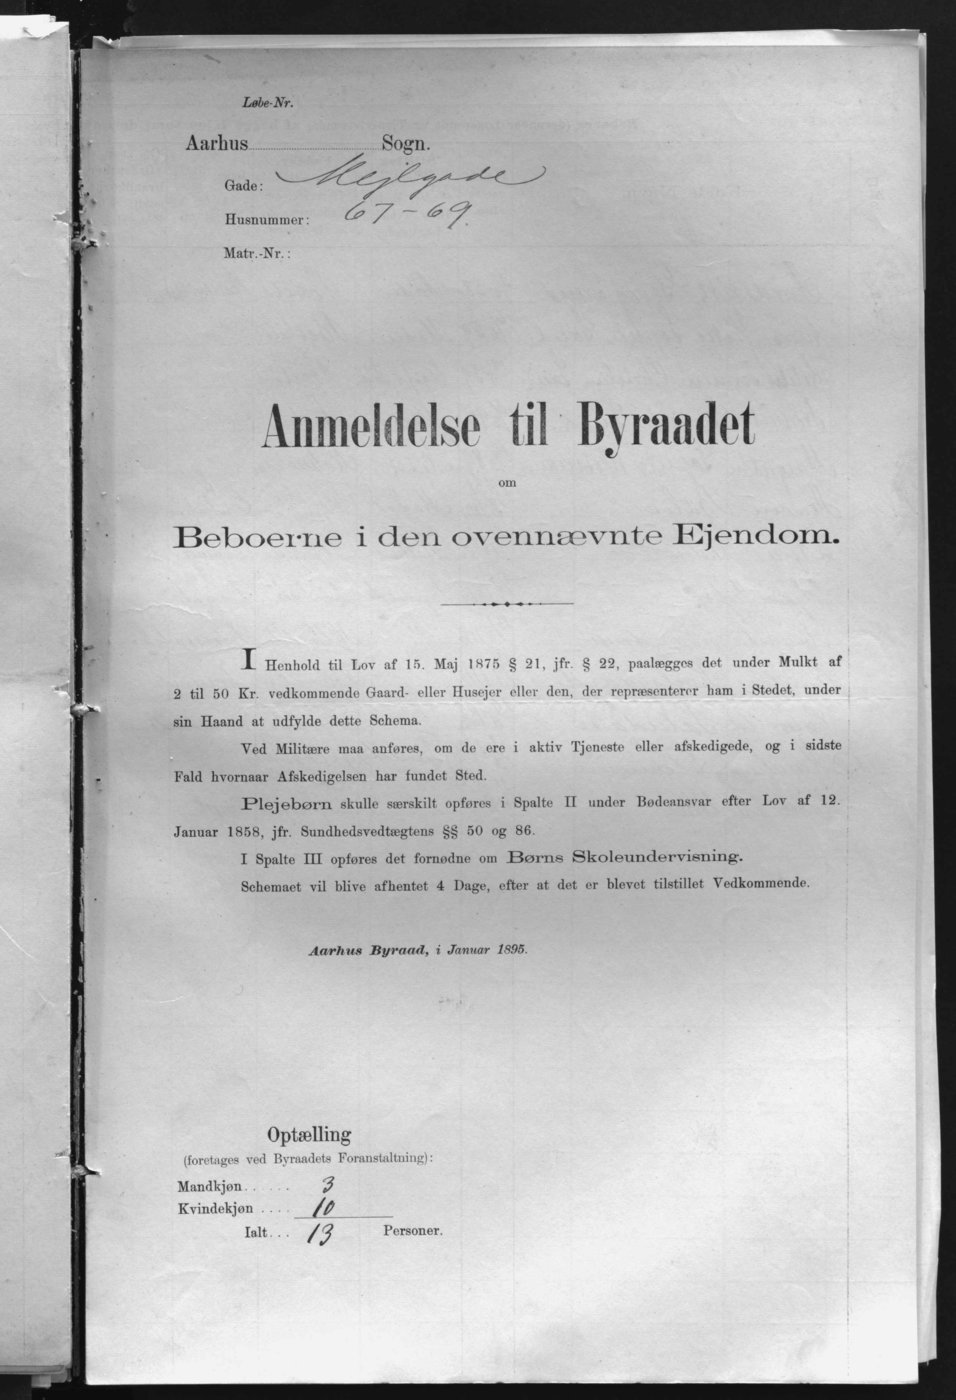 Løbe-Nr.
Aarhus Sogn.
Gade: Mejlgade
Husnummer: 67-69.
Matr.-Nr.:
Anmeldelse til Byraadet
om
Beboerne i den ovennævnte Ejendom.
I Henhold til Lov af 15. Maj 1875 § 21, jfr. § 22, paalægges det under Mulkt af
2 til 50 Kr. vedkommende Gaard- eller Husejer eller den, der repræsenterer ham i Stedet, under
sin Haand at udfylde dette Schema.
Ved Militære maa anføres, om de ere i aktiv Tjeneste eller afskedigede, og i sidste
Fald hvornaar Afskedigelsen har fundet Sted.
Plejebørn skulle særskilt opføres i Spalte II under Bødeansvar efter Lov af 12.
Januar 1858, jfr. Sundhedsvedtægtens §§ 50 og 86.
I Spalte III opføres det fornødne om Børns Skoleundervisning.
Schemaet vil blive afhentet 4 Dage, efter at det er blevet tilstillet Vedkommende.
Aarhus Byraad, i Januar 1895.
Optælling
(foretages ved Byraadets Foranstaltning):
Mandkjøn..... 3
Kvindekjøn .... 10
Ialt... 13 Personer.